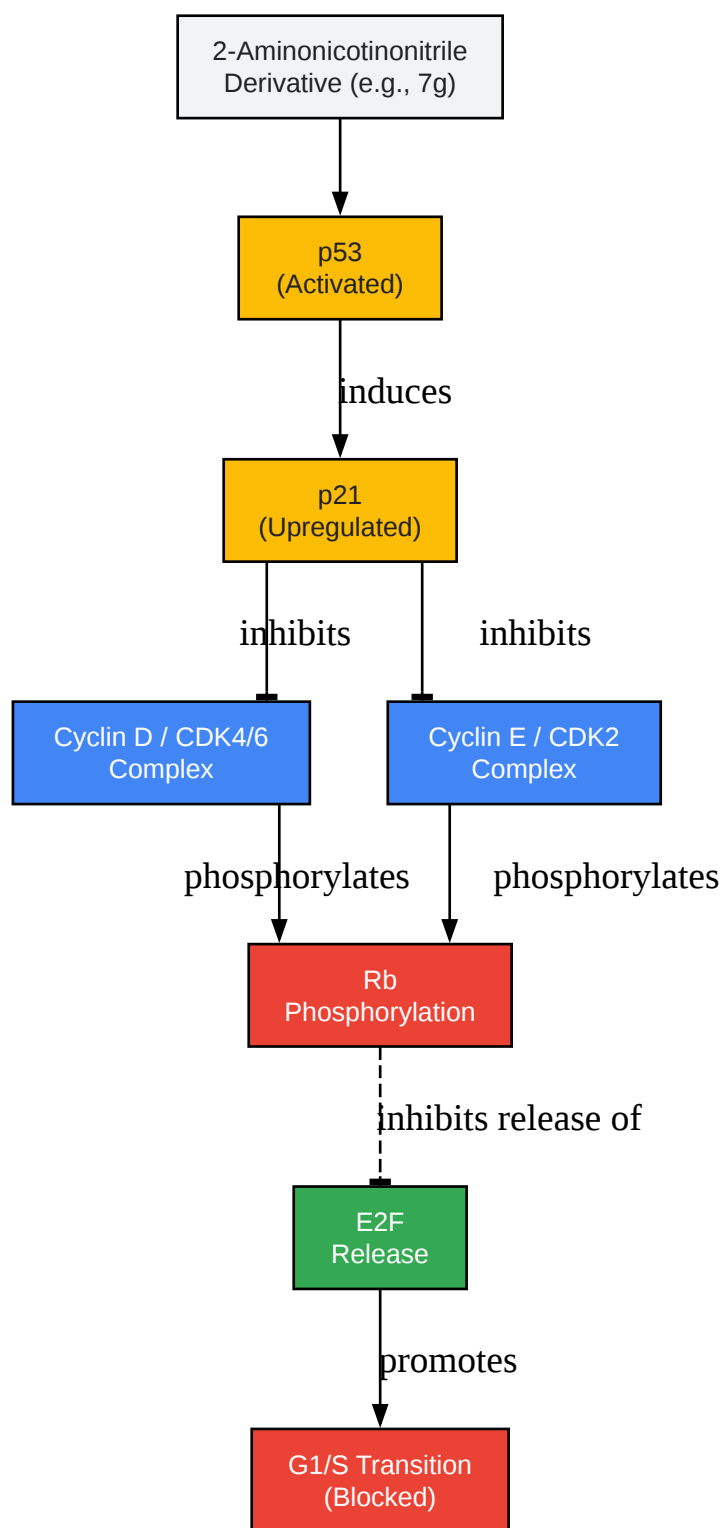 2-Aminonicotinonitrile
Derivative (e.g., 7g)
p53
(Activated)
induces
p21
(Upregulated)
inhibits
inhibits
Cyclin D / CDK4/6
Complex
Cyclin E / CDK2
Complex
phosphorylates
phosphorylates
Rb
Phosphorylation
inhibits release of
E2F
Release
promotes
G1/S Transition
(Blocked)